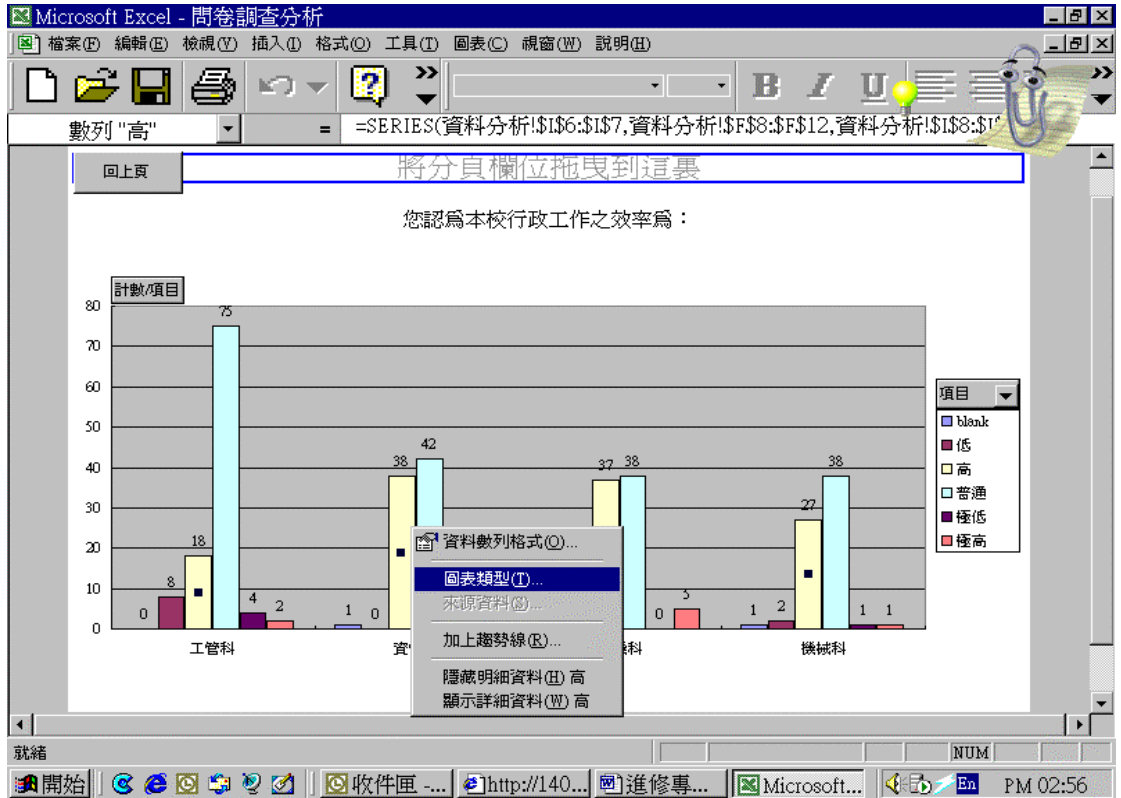 Microsoft Excel - 問卷調查分析
檔案(F) 編輯(E) 檢視(V) 插入(I) 格式(O) 工具(T) 圖表(C) 視窗(W) 說明(H)
B I U
數列 "高" = =SERIES(資料分析!$I$6:$I$7,資料分析!$F$8:$F$12,資料分析!$I$8:$I
回上頁
將分頁欄位拖曳到這裏
您認為本校行政工作之效率為：
計數/項目
80
70
60
50
40
30
20
10
0
0 8 18 75 4 2
1 0 38 42
37 38 0 5
1 2 27 38 1 1
工管科
機械科
項目
blank
低
高
普通
極低
極高
資料數列格式(O)...
圖表類型(T)...
來源資料(S)...
加上趨勢線(R)...
隱藏明細資料(H) 高
顯示詳細資料(W) 高
就緒 NUM
開始 收件匣 -... http://140... 進修專... Microsoft... En PM 02:56